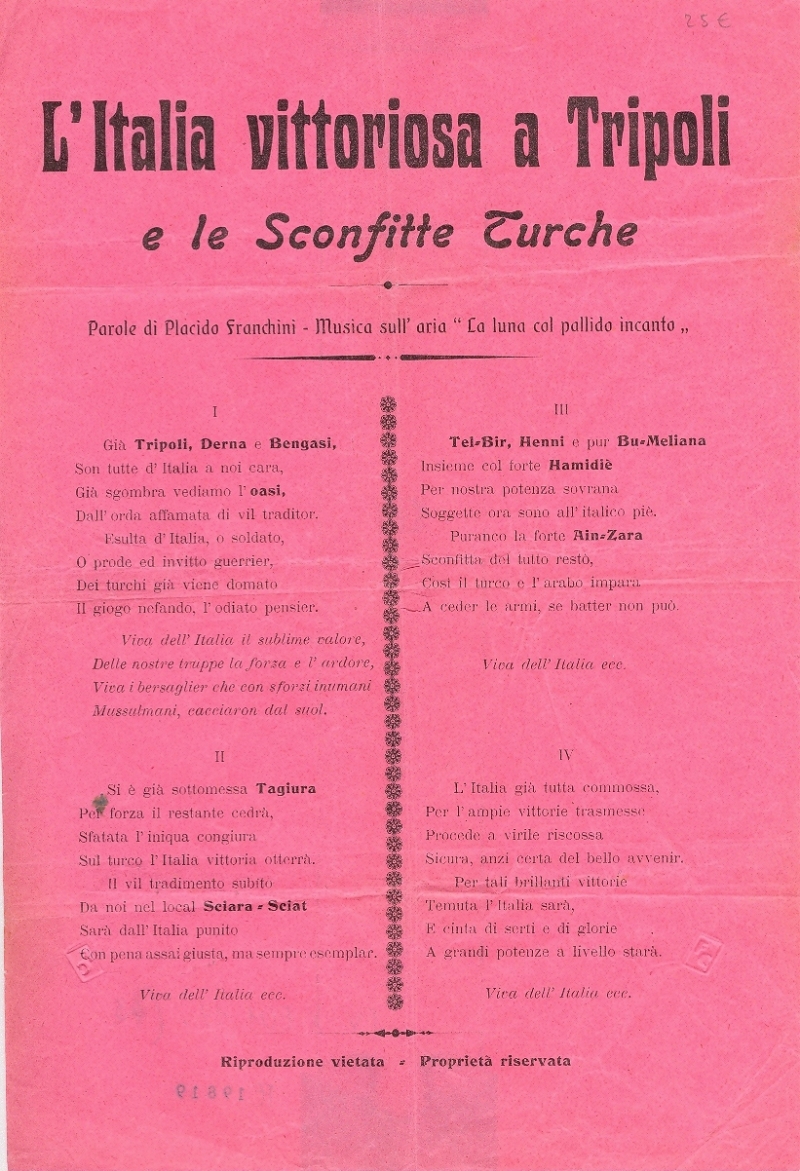 25 €
L'Italia vittoriosa a Tripoli
e le Sconfitte Turche
Parole di Placido Franchini - Musica sull' aria “ La luna col pallido incanto „
I
Già Tripoli, Derna e Bengasi,
Son tutte d' Italia a noi cara,
Già sgombra vediamo l' oasi,
Dall' orda affamata di vil traditor.
Esulta d' Italia, o soldato,
O prode ed invitto guerrier,
Dei turchi già viene domato
Il giogo nefando, l' odiato pensier.
Viva dell' Italia il sublime valore,
Delle nostre truppe la forza e l' ardore,
Viva i bersaglier che con sforzi inumani
Mussulmani, cacciaron dal suol.
II
Si è già sottomessa Tagiura
Per forza il restante cedrà,
Sfatata l' iniqua congiura
Sul turco l' Italia vittoria otterrà.
Il vil tradimento subito
Da noi nel local Sciara - Sciat
Sarà dall' Italia punito
Con pena assai giusta, ma sempre esemplar.
Viva dell' Italia ecc.
III
Tel-Bir, Henni e pur Bu-Meliana
Insieme col forte Hamidiè
Per nostra potenza sovrana
Soggette ora sono all' italico piè.
Puranco la forte Ain-Zara
Sconfitta del tutto restò,
Così il turco e l' arabo impara
A ceder le armi, se batter non può.
Viva dell' Italia ecc.
IV
L' Italia già tutta commossa,
Per l' ampie vittorie trasmesse
Procede a virile riscossa
Sicura, anzi certa del bello avvenir.
Per tali brillanti vittorie
Temuta l' Italia sarà,
E cinta di serti e di glorie
A grandi potenze a livello starà.
Viva dell' Italia ecc.
Riproduzione vietata - Proprietà riservata
19819